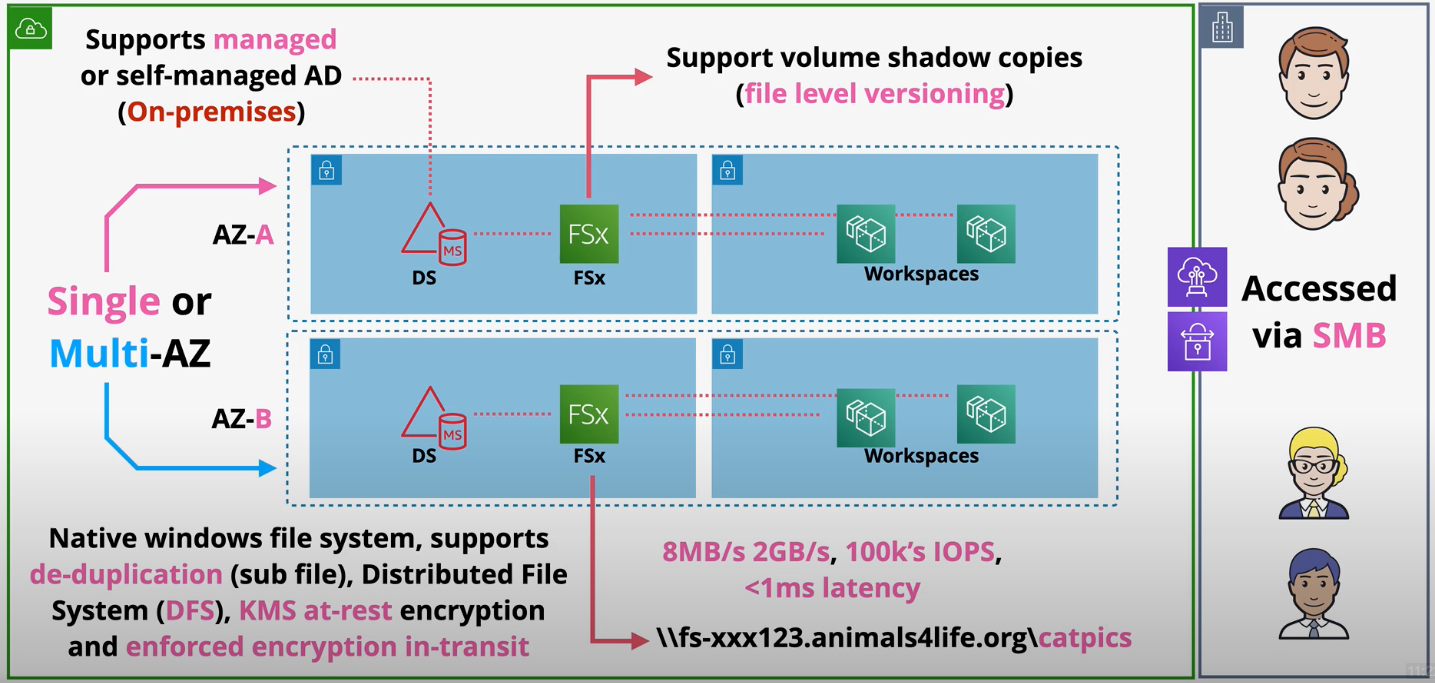 Supports managed
or self-managed AD
(On-premises)
Support volume shadow copies
(file level versioning)
AZ-A
MS
DS
FSx
FSx
Workspaces
Single or
Multi-AZ
AZ-B
MS
DS
FSx
FSx
Workspaces
Accessed
via SMB
Native windows file system, supports
de-duplication (sub file), Distributed File
System (DFS), KMS at-rest encryption
and enforced encryption in-transit
8MB/s 2GB/s, 100k's IOPS,
<1ms latency
\\fs-xxx123.animals4life.org\catpics